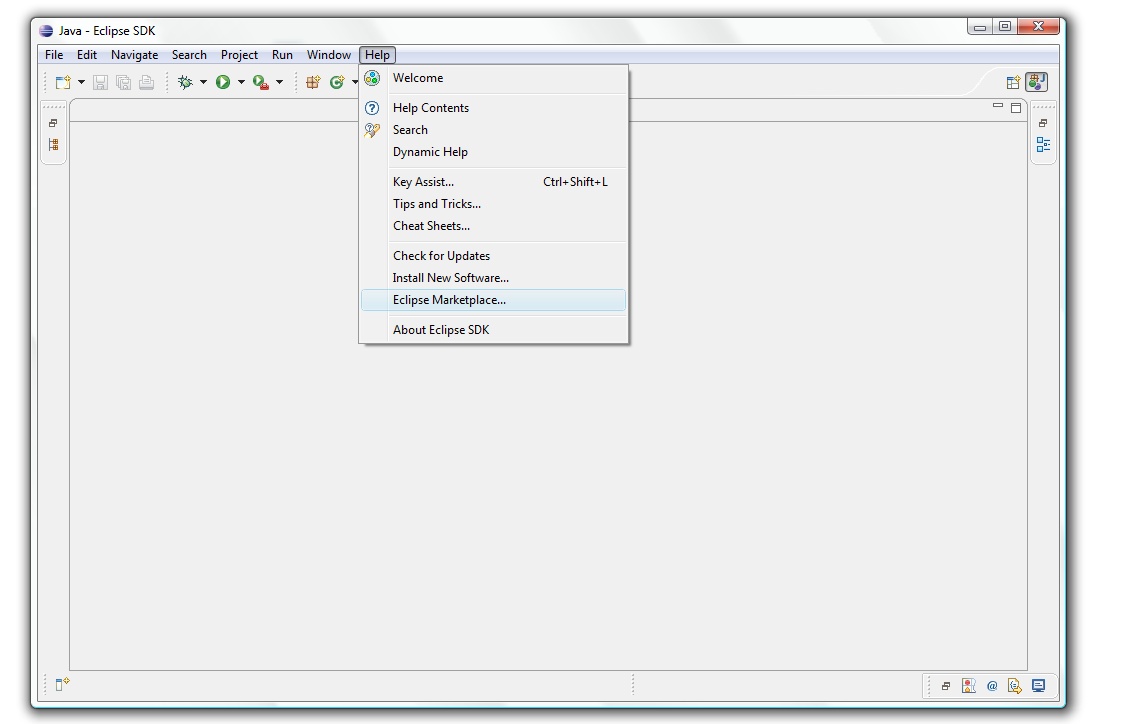 Java - Eclipse SDK
File Edit Navigate Search Project Run Window Help
Welcome
Help Contents
Search
Dynamic Help
Key Assist... Ctrl+Shift+L
Tips and Tricks...
Cheat Sheets...
Check for Updates
Install New Software...
Eclipse Marketplace...
About Eclipse SDK